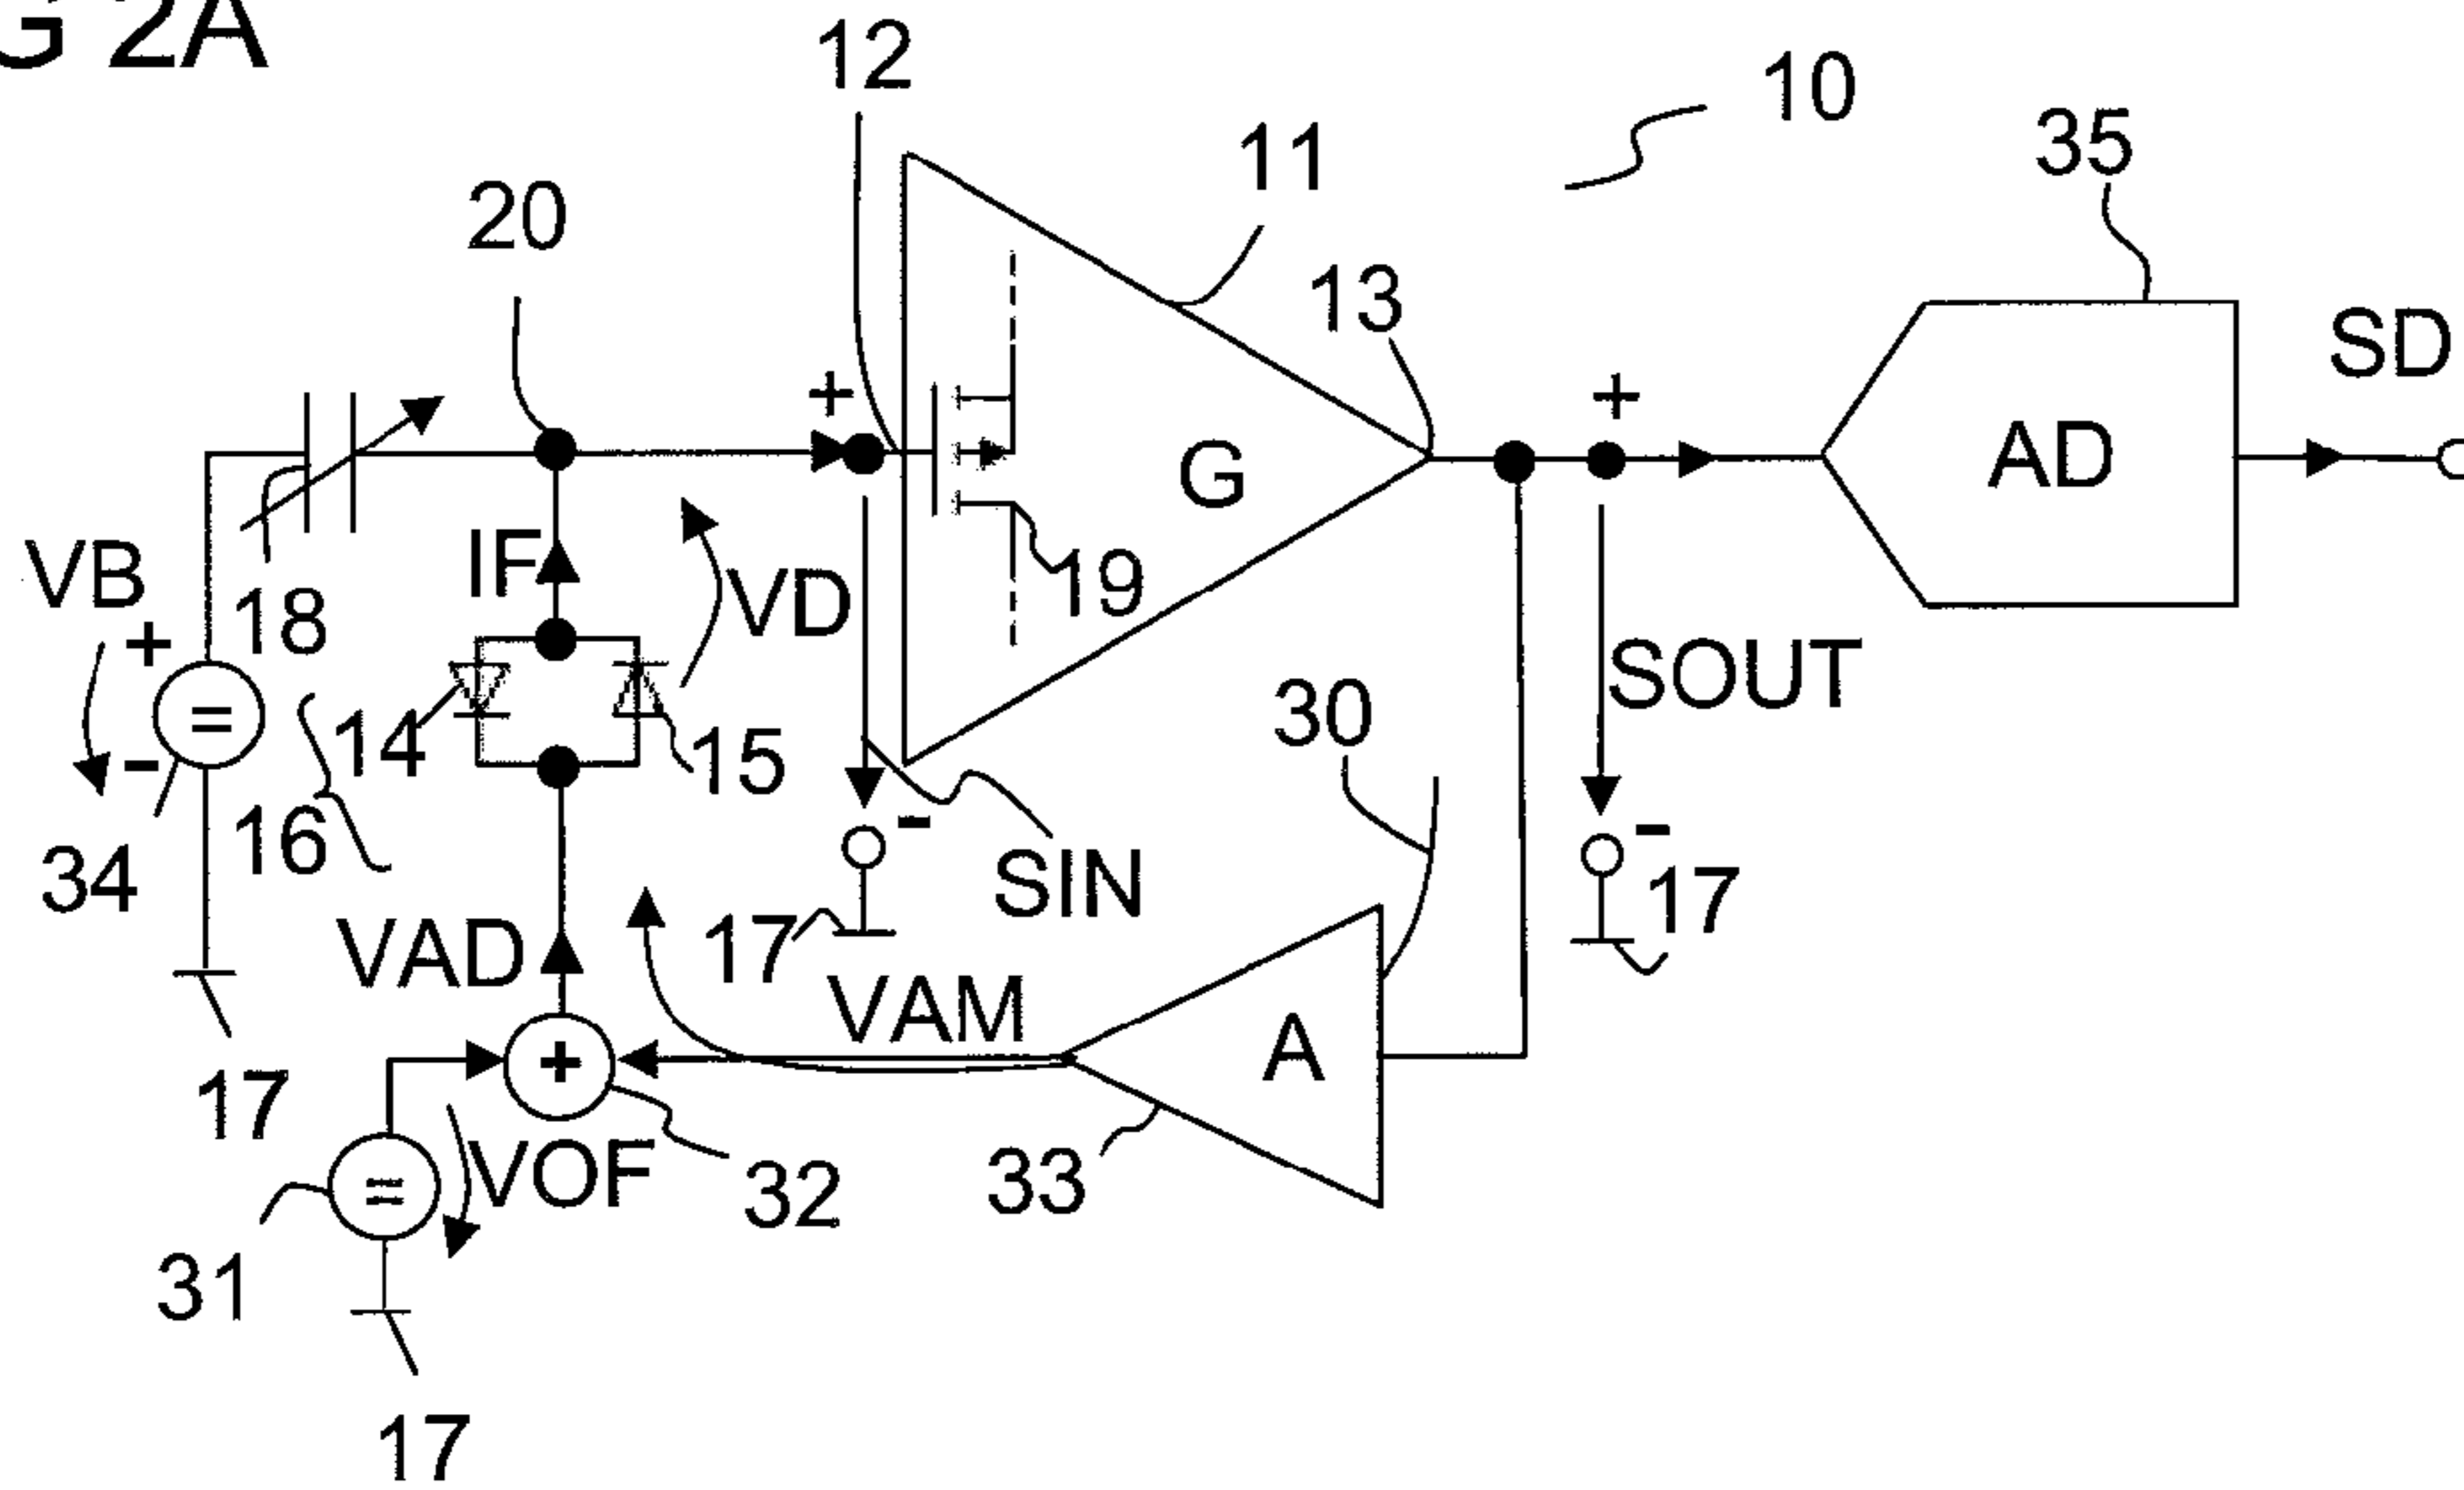 G 2A
12
10
11
35
20
13
SD
+
+
G
AD
IF
19
VB
VD
18
+
=
SOUT
14
15
30
-
16
-
-
34
SIN
17
VAD
17
VAM
A
+
17
VOF
32
33
=
31
17